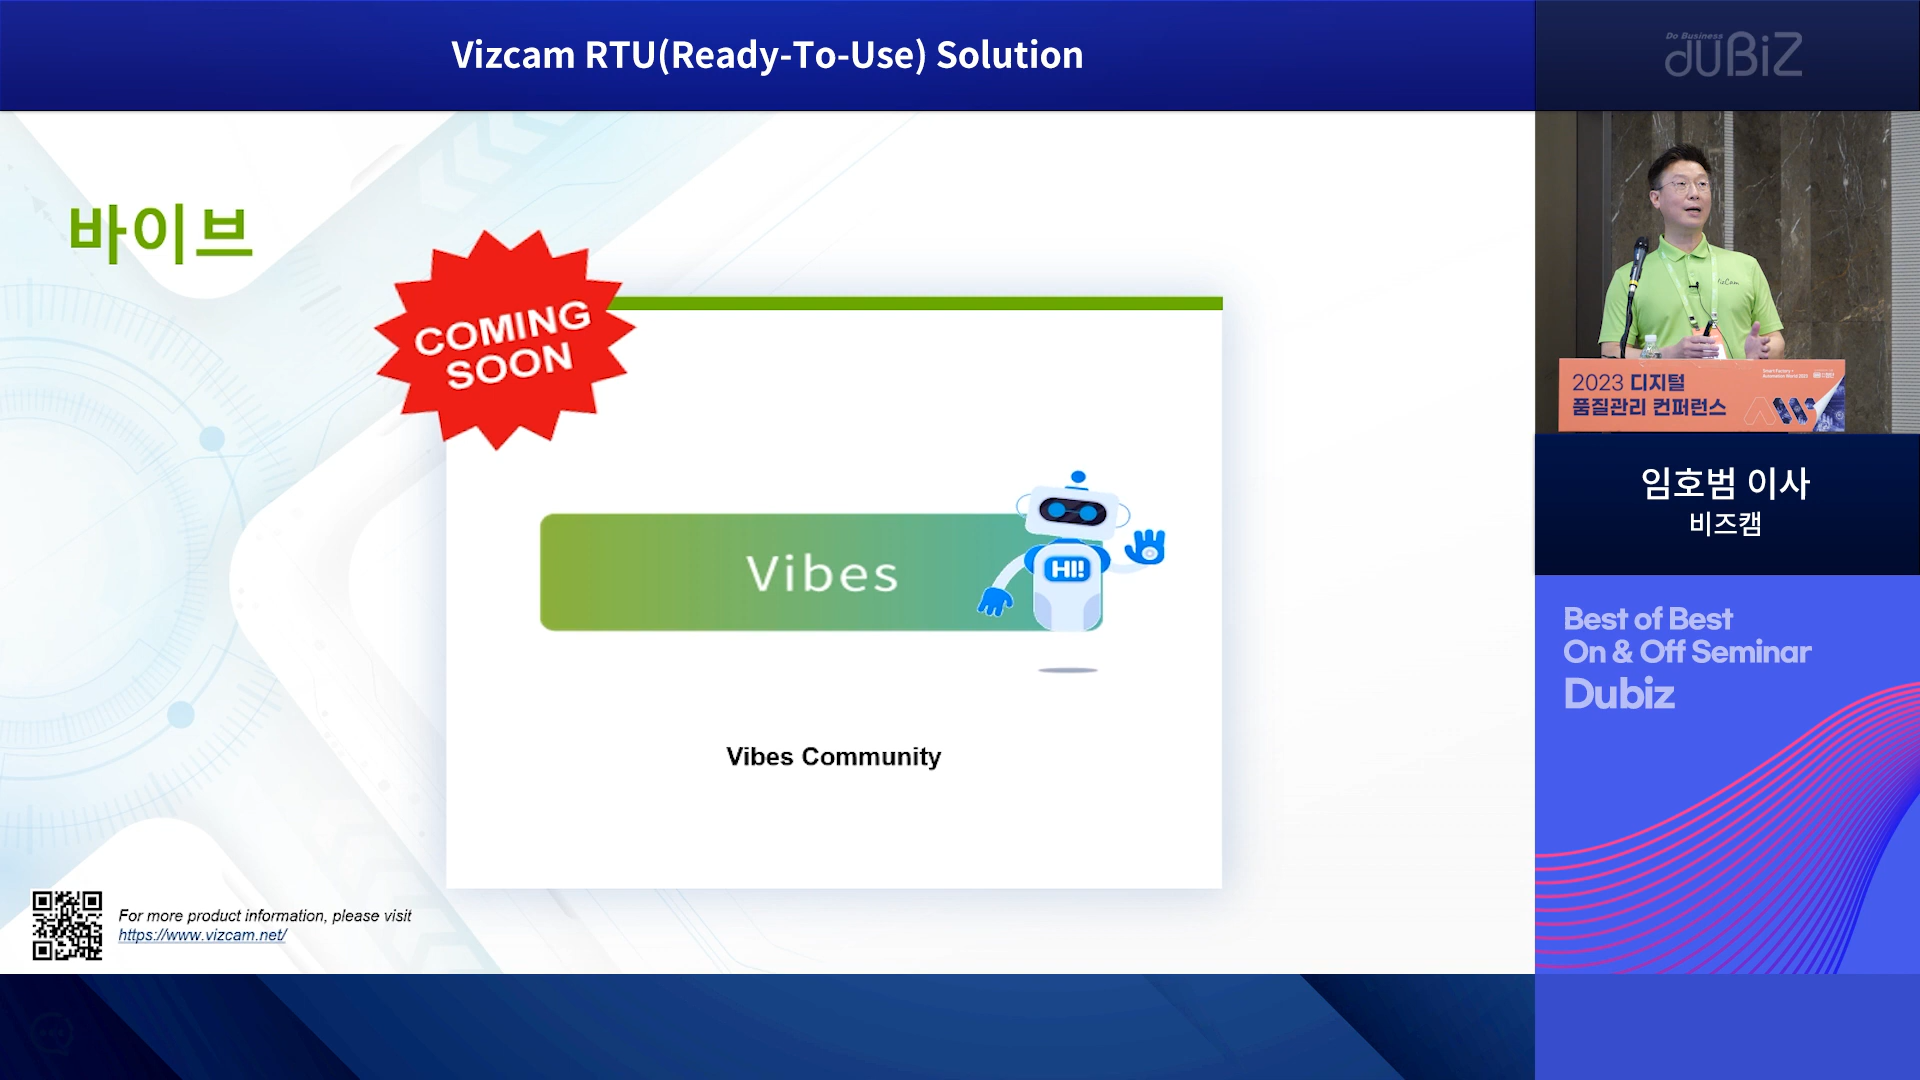 Vizcam RTU(Ready-To-Use) Solution
Do Business
duBiZ
바이브
COMING
SOON
Vibes
HI!
Vibes Community
For more product information, please visit
https://www.vizcam.net/
VizCam
2023 디지털
품질관리 컨퍼런스
임호범 이사
비즈캠
Best of Best
On & Off Seminar
Dubiz